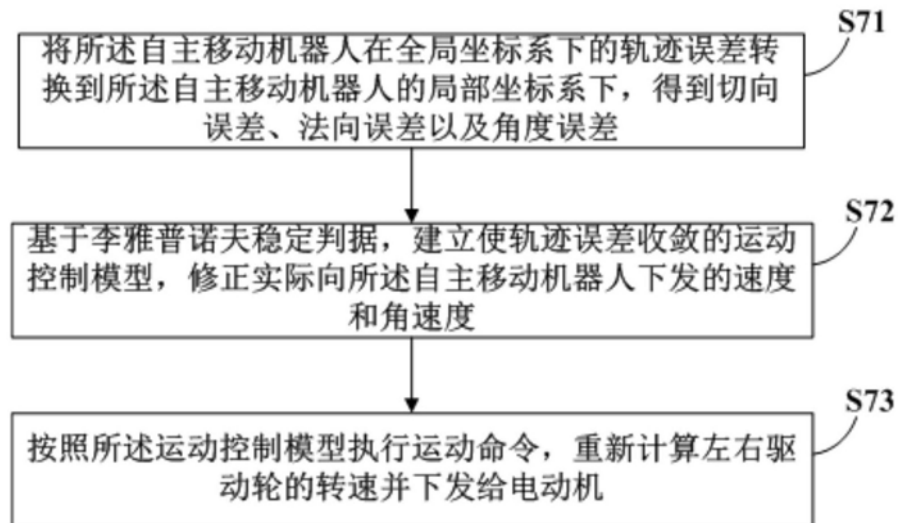 S71
将所述自主移动机器人在全局坐标系下的轨迹误差转
换到所述自主移动机器人的局部坐标系下，得到切向
误差、法向误差以及角度误差
S72
基于李雅普诺夫稳定判据，建立使轨迹误差收敛的运动
控制模型，修正实际向所述自主移动机器人下发的速度
和角速度
S73
按照所述运动控制模型执行运动命令，重新计算左右驱
动轮的转速并下发给电动机